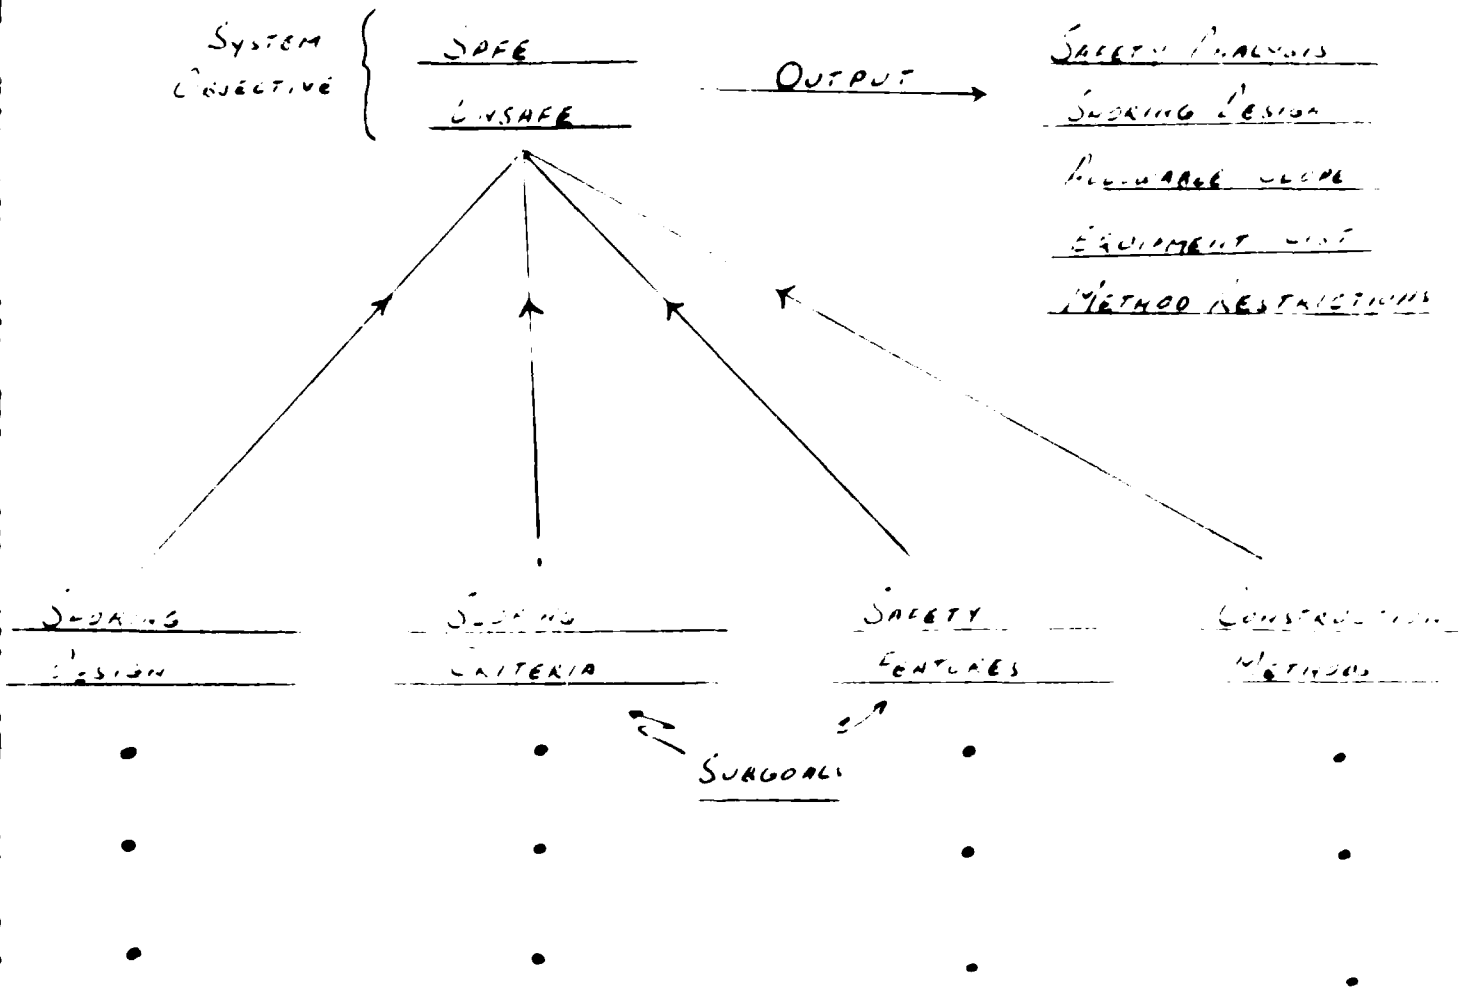 SYSTEM
OBJECTIVE
SAFE
UNSAFE
OUTPUT
SAFETY ANALYSIS
SHORING DESIGN
ALLOWABLE SLOPE
EQUIPMENT LIST
METHOD RESTRICTIONS
SHORING
DESIGN
SHORING
CRITERIA
SAFETY
FEATURES
CONSTRUCTION
METHODS
SUBGOALS